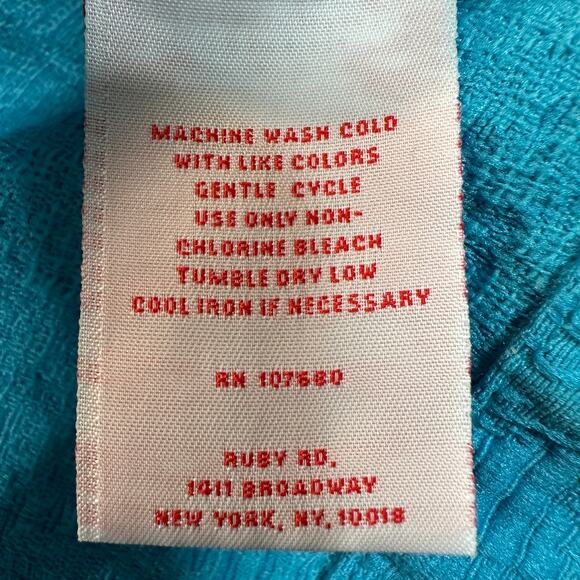 MACHINE WASH COLD
WITH LIKE COLORS
GENTLE CYCLE
USE ONLY NON-
CHLORINE BLEACH
TUMBLE DRY LOW
COOL IRON IF NECESSARY
RN 107680
RUBY RD.
1411 BROADWAY
NEW YORK, NY, 10018